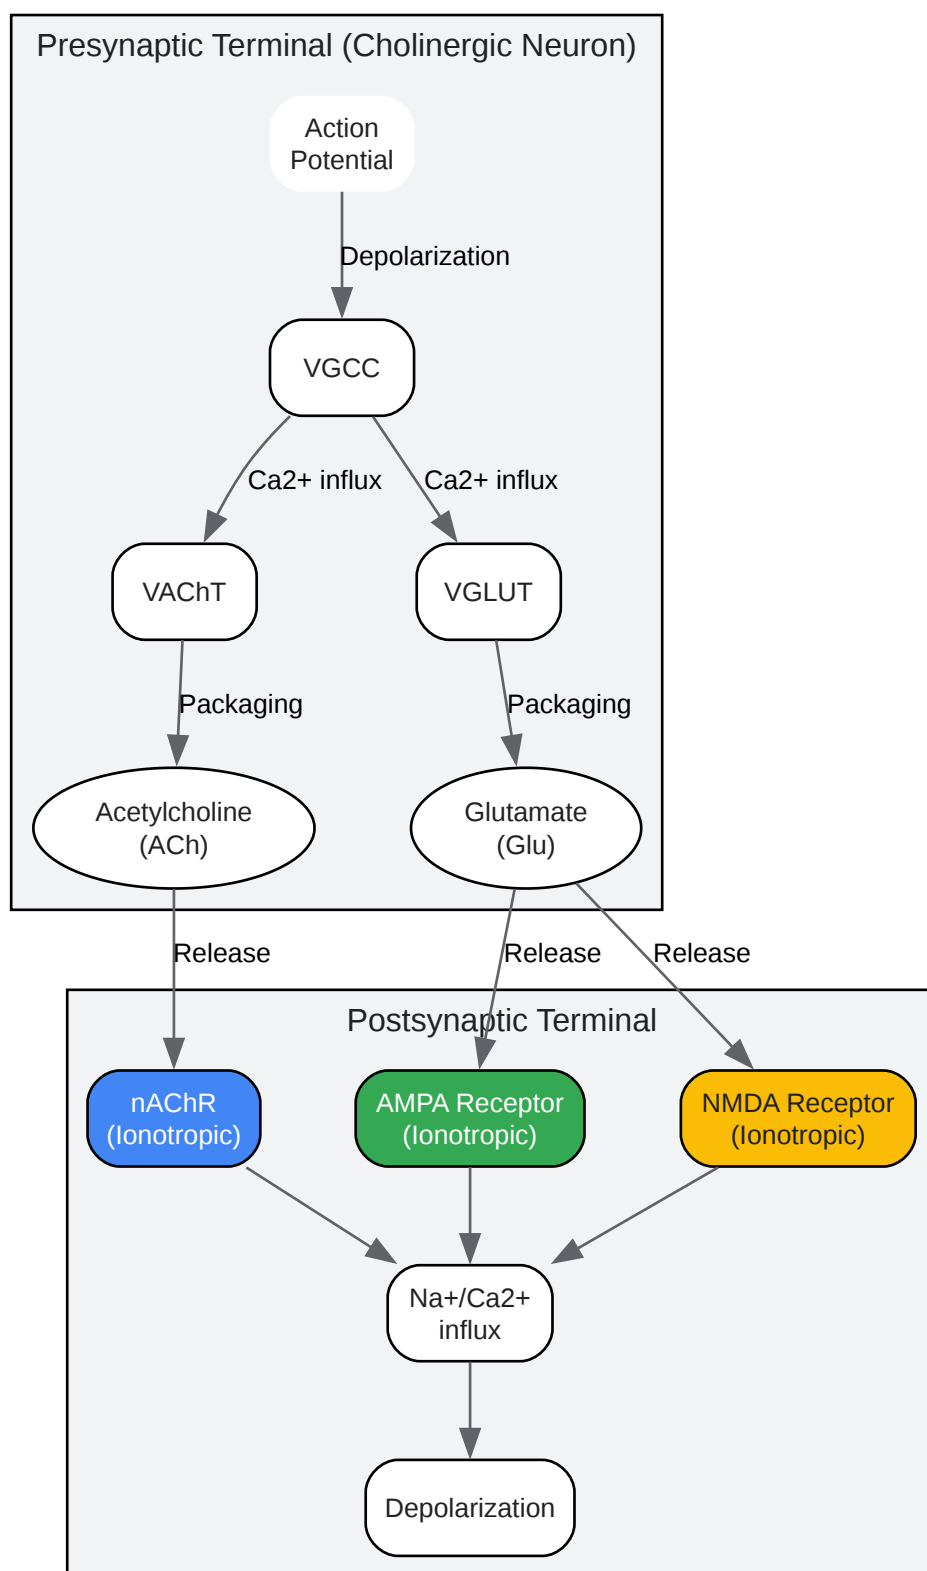 Presynaptic Terminal (Cholinergic Neuron)
Action
Potential
Depolarization
VGCC
Ca2+ influx
Ca2+ influx
VAChT
VGLUT
Packaging
Packaging
Acetylcholine
(ACh)
Glutamate
(Glu)
Release
Release
Release
Postsynaptic Terminal
nAChR
(Ionotropic)
AMPA Receptor
(Ionotropic)
NMDA Receptor
(Ionotropic)
Na+/Ca2+
influx
Depolarization